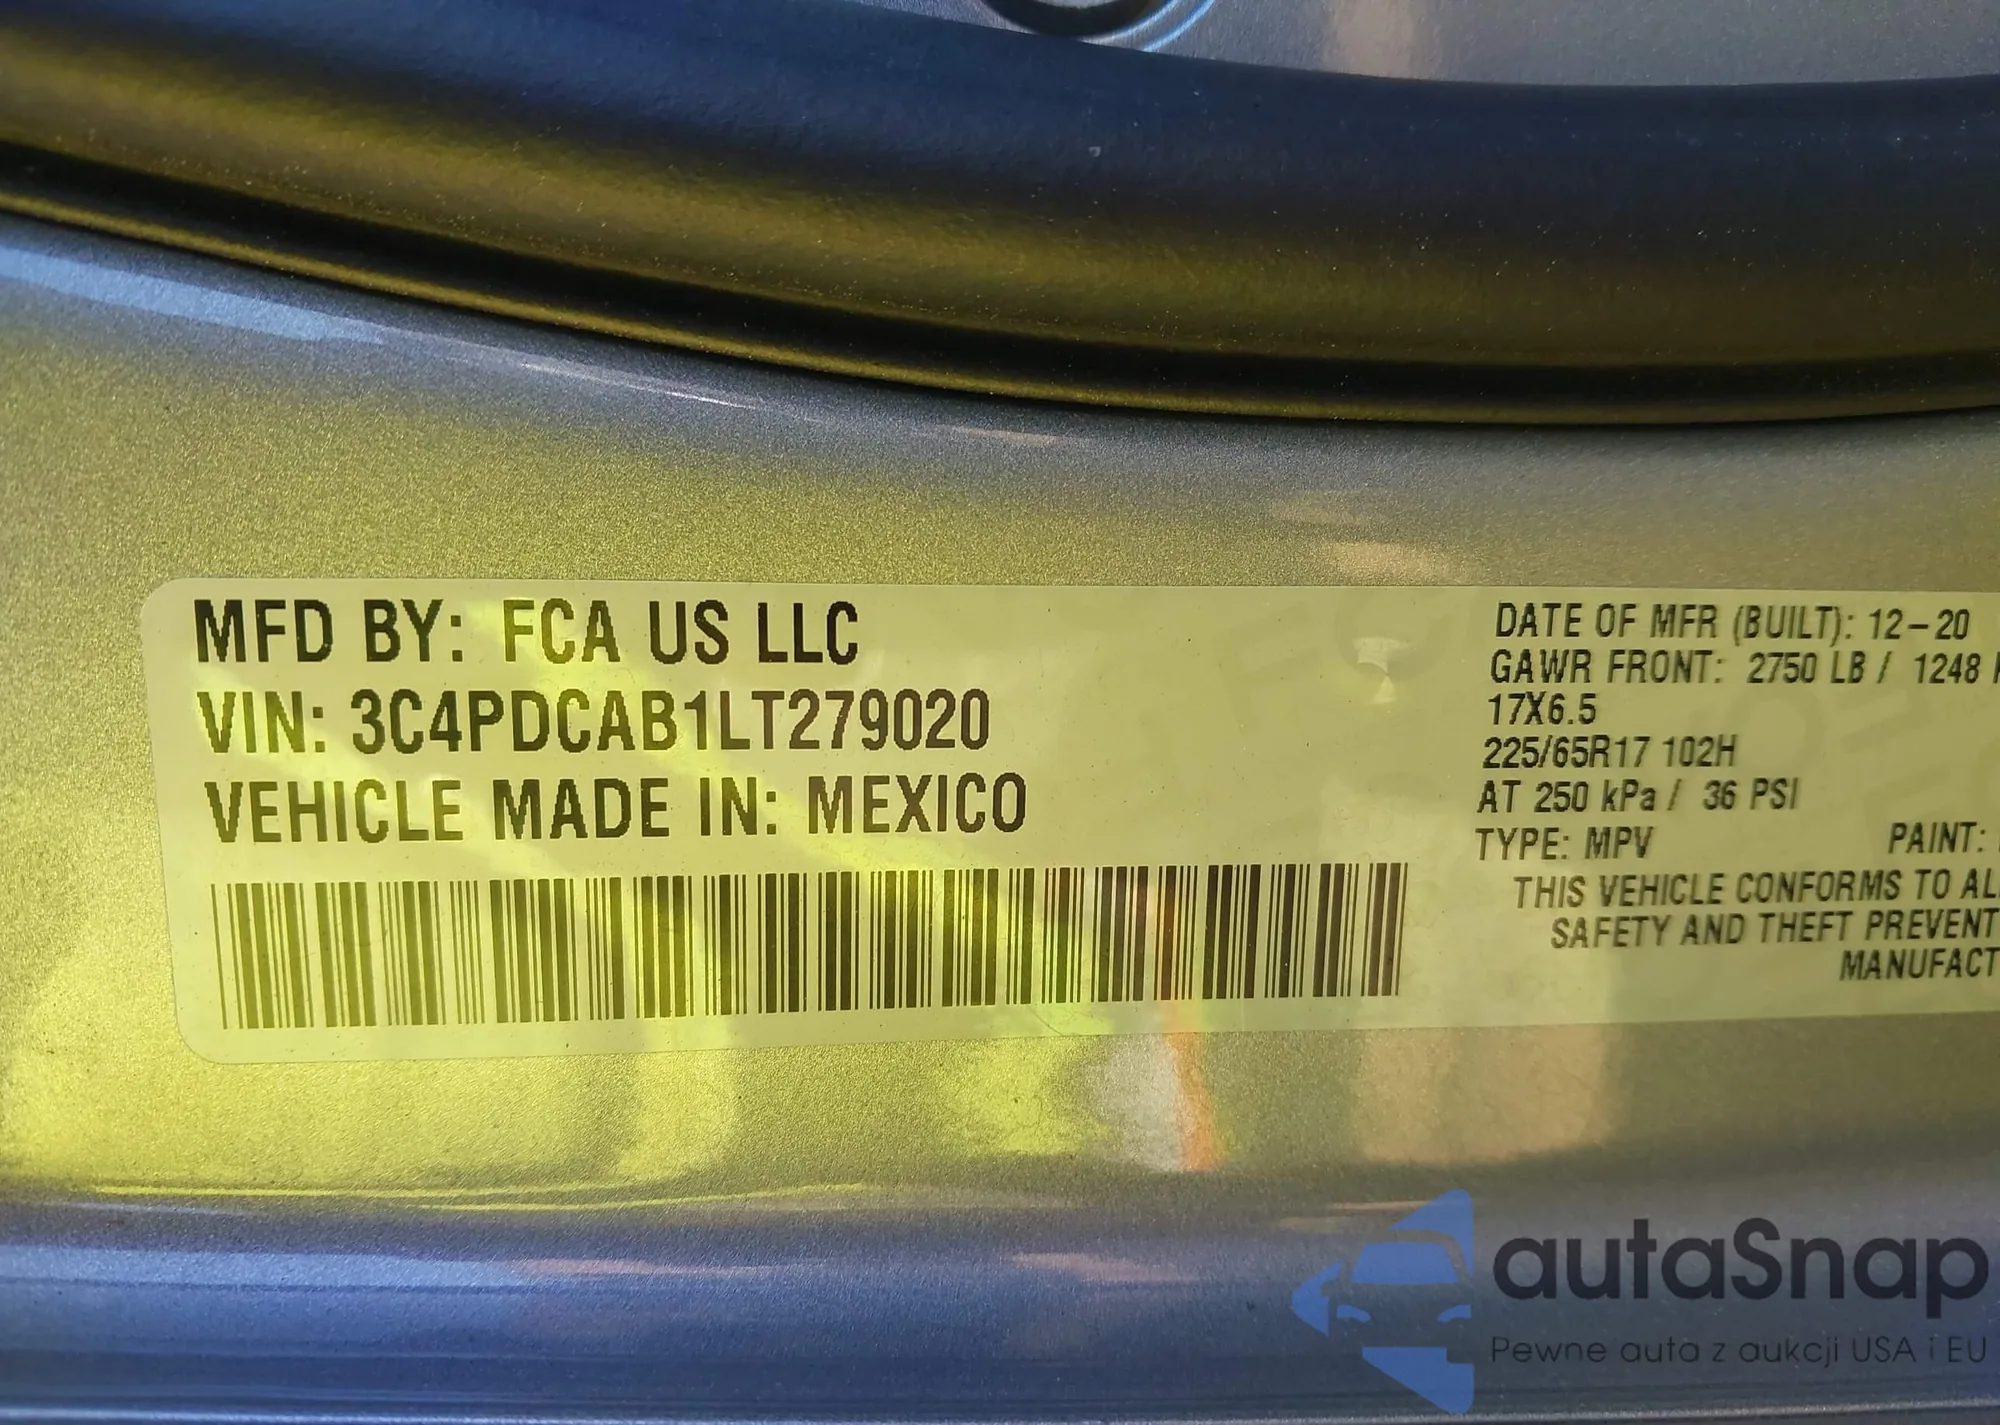 MFD BY: FCA US LLC
VIN: 3C4PDCAB1LT279020
VEHICLE MADE IN: MEXICO
DATE OF MFR (BUILT): 12-20
GAWR FRONT: 2750 LB / 1248
17X6.5
225/65R17 102H
AT 250 kPa / 36 PSI
TYPE: MPV PAINT:
THIS VEHICLE CONFORMS TO AL
SAFETY AND THEFT PREVENT
MANUFACT
autaSnap
Pewne auta z aukcji USA i EU